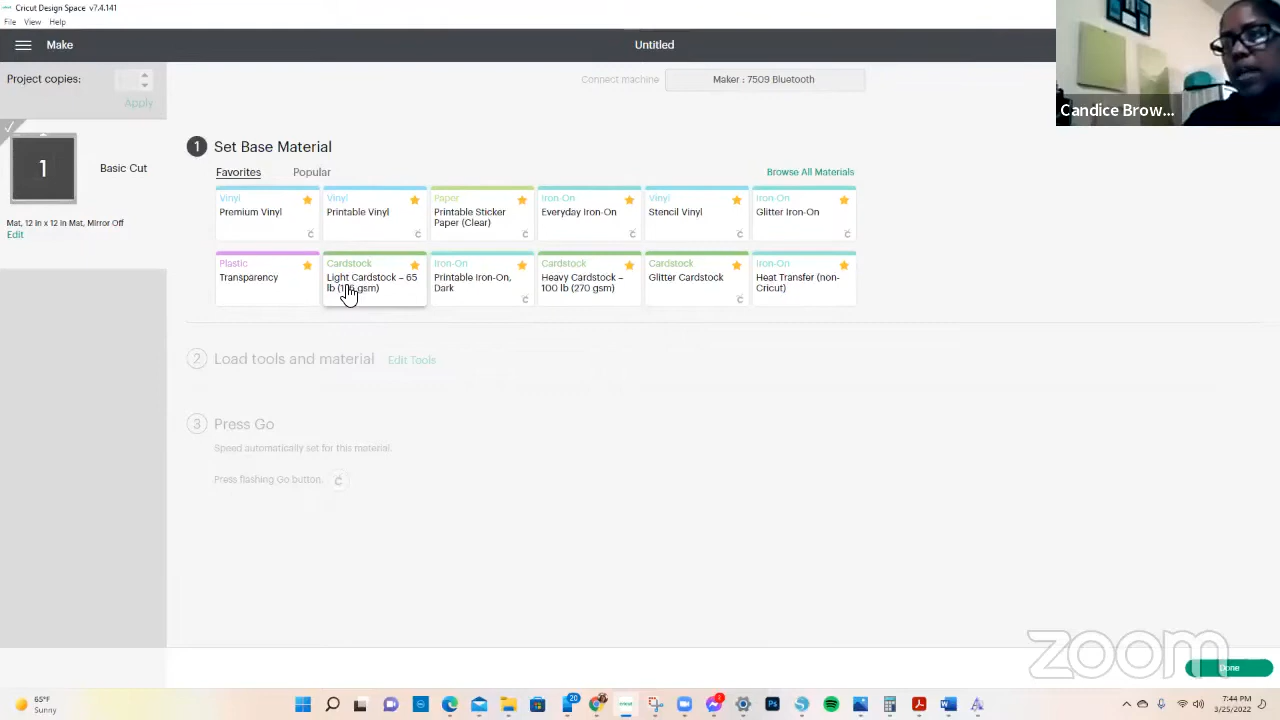 Cricut Design Space v7.4.141
File View Help
Make
Untitled
Project copies:
Apply
Connect machine
Maker : 7509 Bluetooth
Candice Brow...
1
Basic Cut
Mat, 12 in x 12 in Mat, Mirror Off
Edit
1 Set Base Material
Favorites Popular
Browse All Materials
Vinyl
Premium Vinyl
Vinyl
Printable Vinyl
Paper
Printable Sticker
Paper (Clear)
Iron-On
Everyday Iron-On
Vinyl
Stencil Vinyl
Iron-On
Glitter Iron-On
Plastic
Transparency
Cardstock
Light Cardstock – 65
lb gsm)
Iron-On
Printable Iron-On,
Dark
Cardstock
Heavy Cardstock –
100 lb (270 gsm)
Cardstock
Glitter Cardstock
Iron-On
Heat Transfer (non-
Cricut)
2 Load tools and material Edit Tools
3 Press Go
Speed automatically set for this material.
Press flashing Go button.
zoom
Done
65°F
Sunny
20
7:44 PM
3/25/2022